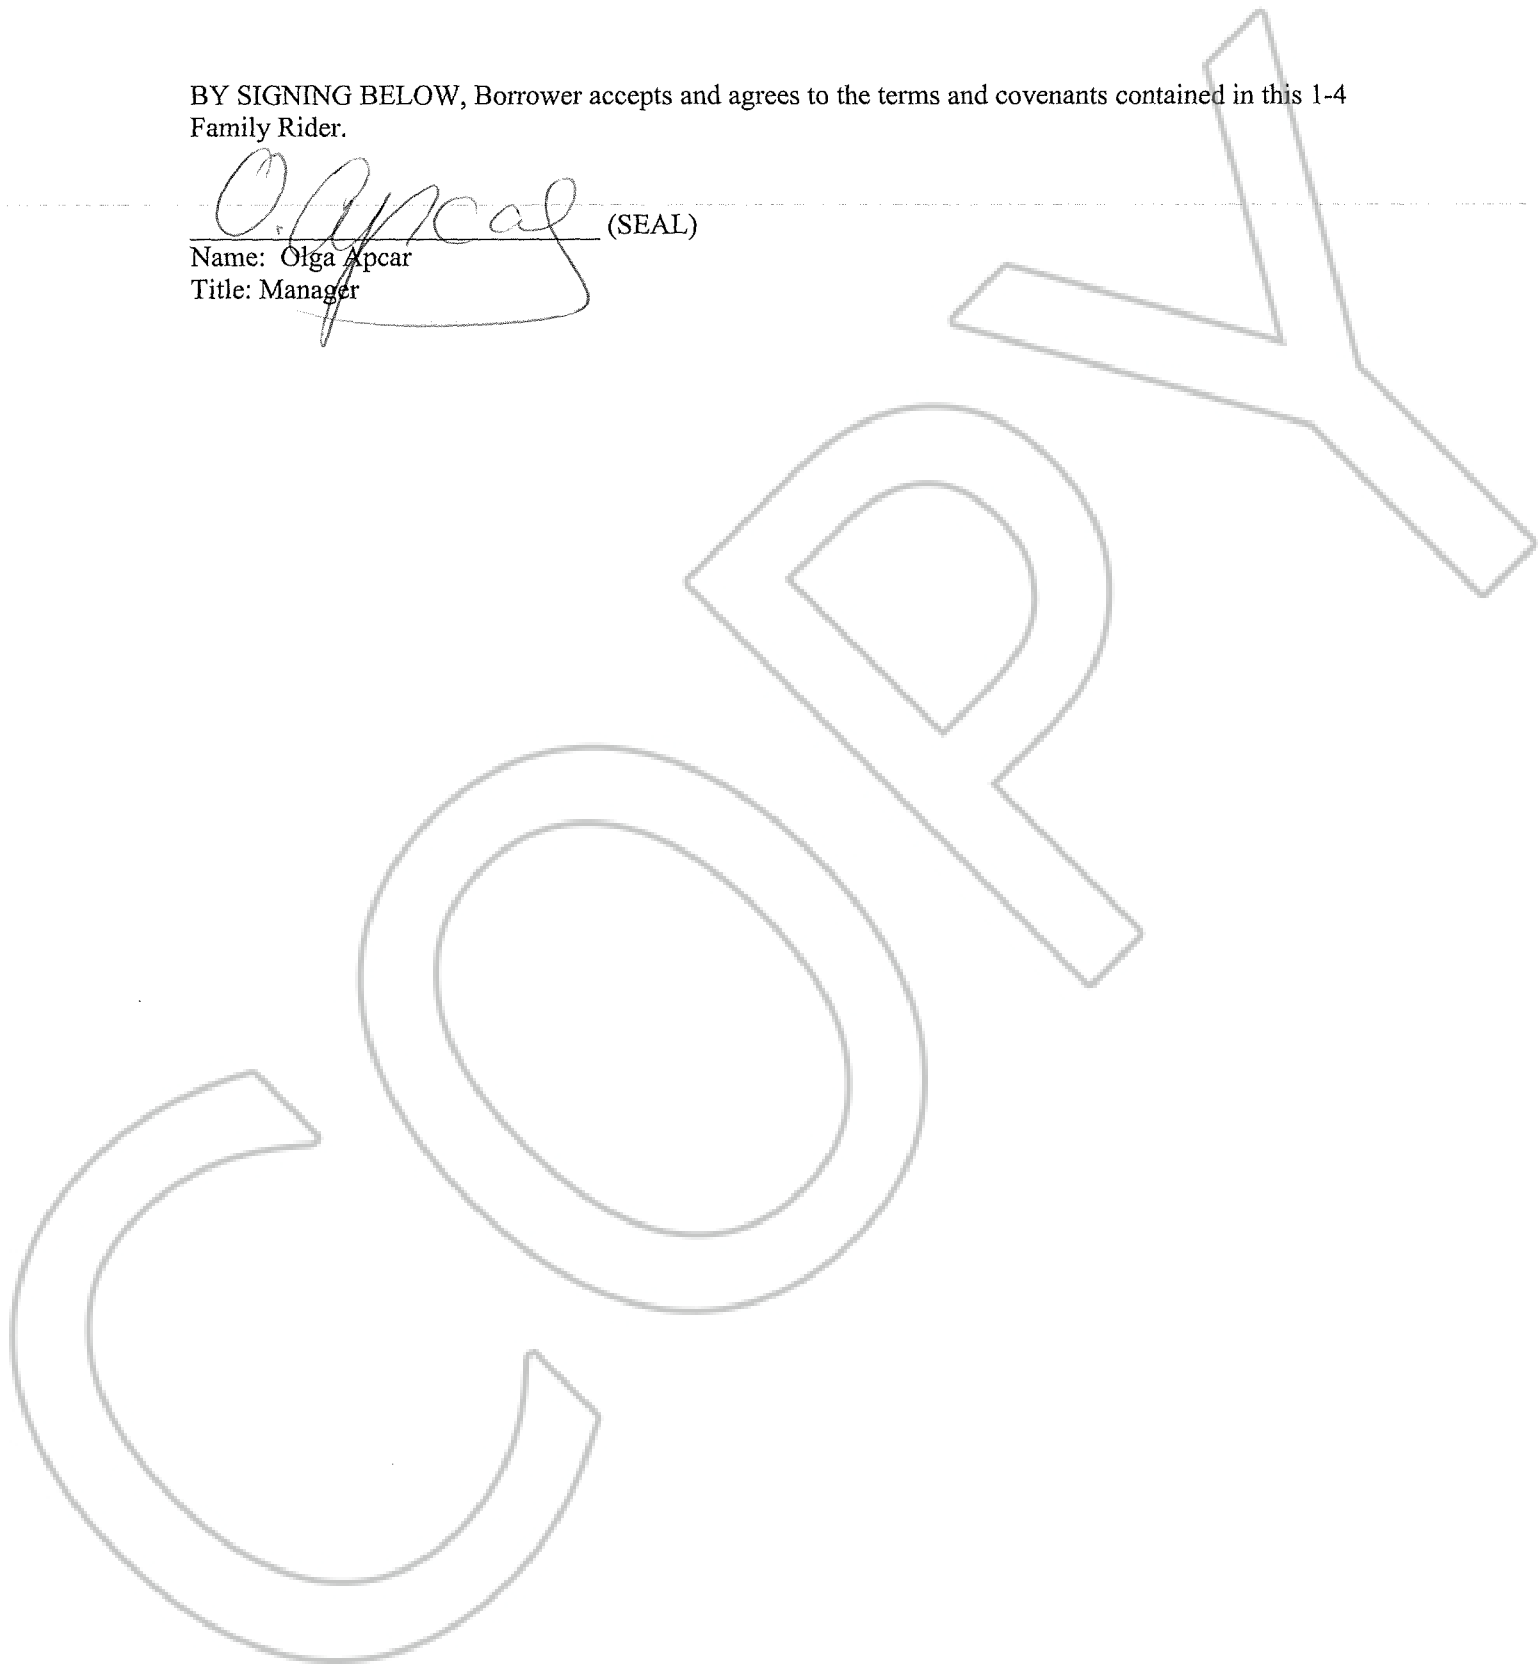 BY SIGNING BELOW, Borrower accepts and agrees to the terms and covenants contained in this 1-4
Family Rider.
O. Apcar (SEAL)
Name: Olga Apcar
Title: Manager
COPY